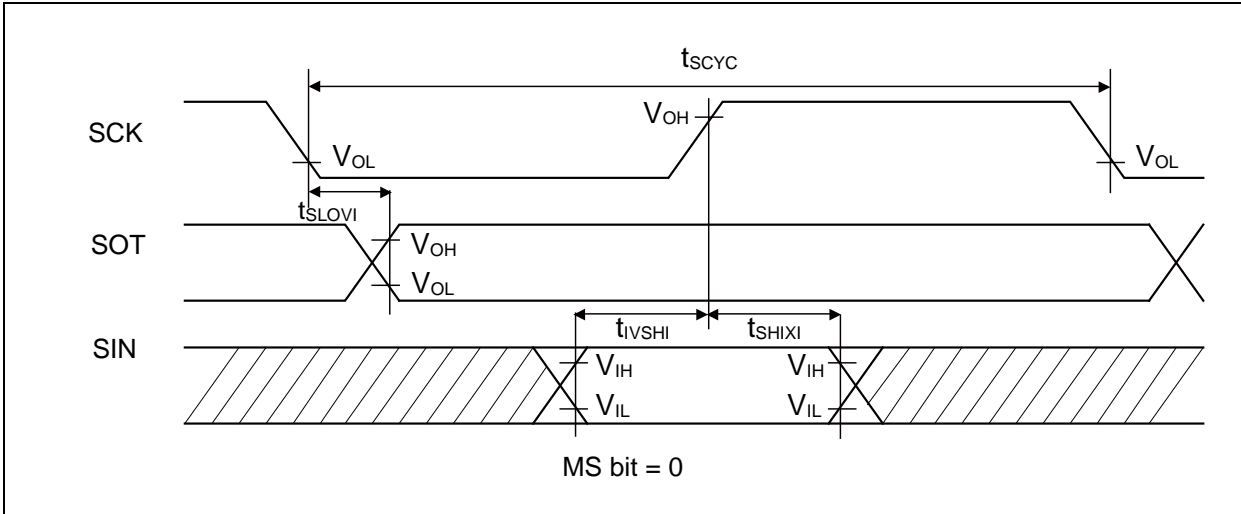 tSCYC
SCK
VOH
VOL
VOL
tSLOVI
SOT
VOH
VOL
tIVSHI
tSHIXI
SIN
VIH
VIH
VIL
VIL
MS bit = 0